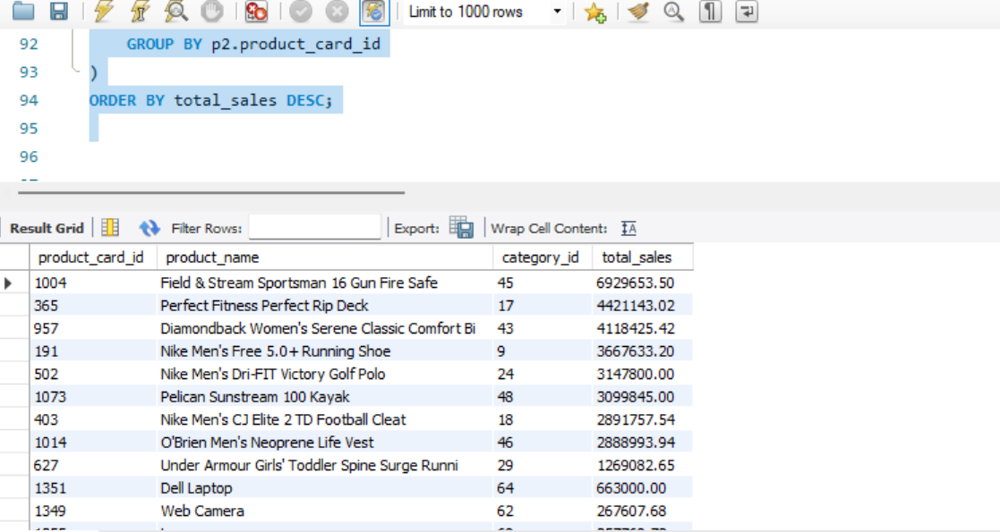 Limit to 1000 rows
92 GROUP BY p2.product_card_id
93 )
94 ORDER BY total_sales DESC;
95
96
Result Grid Filter Rows: Export: Wrap Cell Content:
product_card_id product_name category_id total_sales
1004 Field & Stream Sportsman 16 Gun Fire Safe 45 6929653.50
365 Perfect Fitness Perfect Rip Deck 17 4421143.02
957 Diamondback Women's Serene Classic Comfort Bi 43 4118425.42
191 Nike Men's Free 5.0+ Running Shoe 9 3667633.20
502 Nike Men's Dri-FIT Victory Golf Polo 24 3147800.00
1073 Pelican Sunstream 100 Kayak 48 3099845.00
403 Nike Men's CJ Elite 2 TD Football Cleat 18 2891757.54
1014 O'Brien Men's Neoprene Life Vest 46 2888993.94
627 Under Armour Girls' Toddler Spine Surge Runni 29 1269082.65
1351 Dell Laptop 64 663000.00
1349 Web Camera 62 267607.68